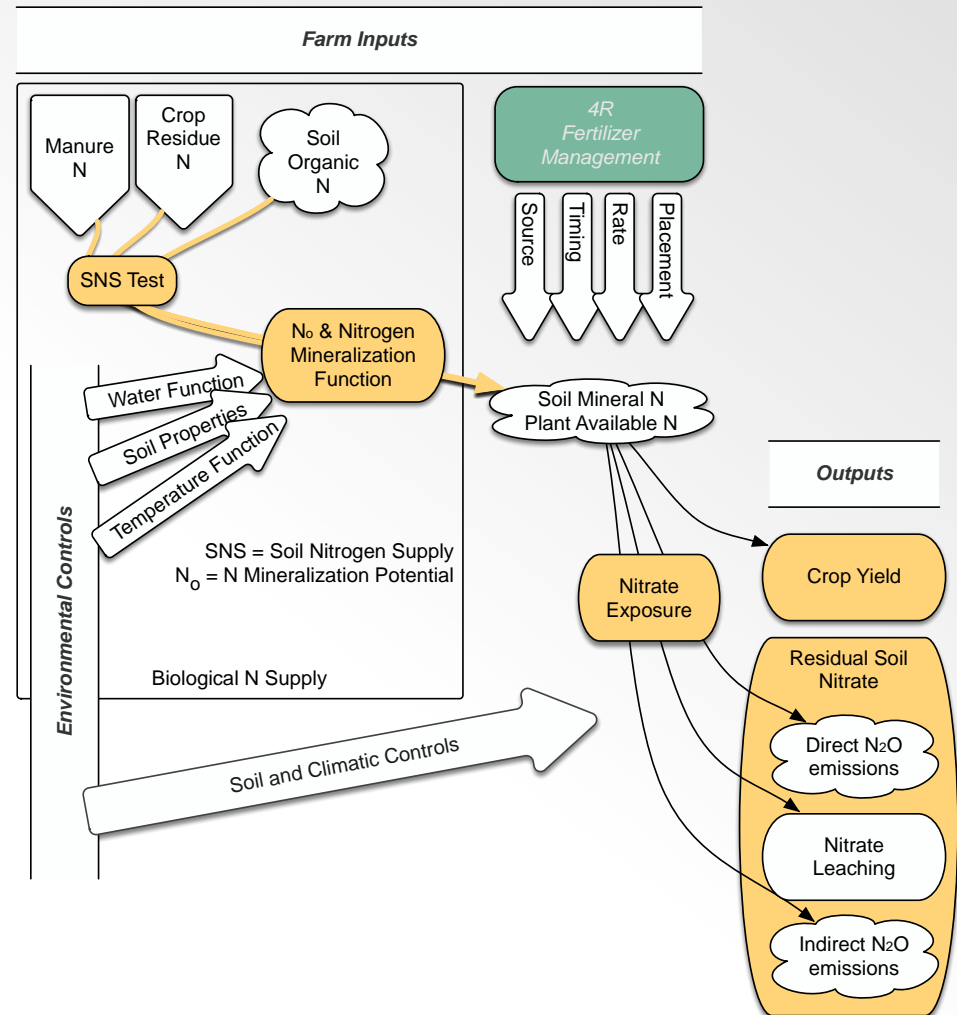 Farm Inputs
Manure
N
Crop
Residue
N
Soil
Organic
N
4R
Fertilizer
Management
Source
Timing
Rate
Placement
SNS Test
N₀ & Nitrogen
Mineralization
Function
Water Function
Soil Properties
Temperature Function
Soil Mineral N
Plant Available N
Environmental Controls
SNS = Soil Nitrogen Supply
N₀ = N Mineralization Potential
Biological N Supply
Soil and Climatic Controls
Nitrate
Exposure
Outputs
Crop Yield
Residual Soil
Nitrate
Direct N₂O
emissions
Nitrate
Leaching
Indirect N₂O
emissions